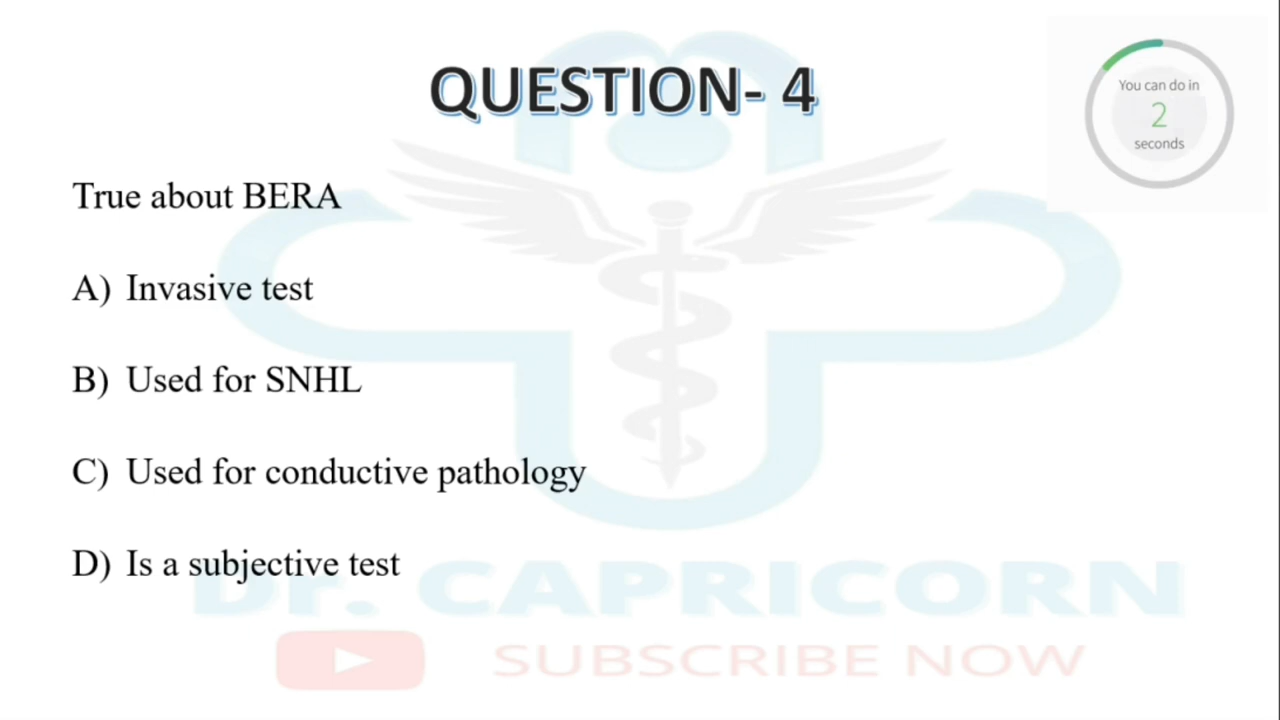 QUESTION- 4
You can do in
2
seconds
True about BERA
A) Invasive test
B) Used for SNHL
C) Used for conductive pathology
D) Is a subjective test
Dr. CAPRICORN
SUBSCRIBE NOW